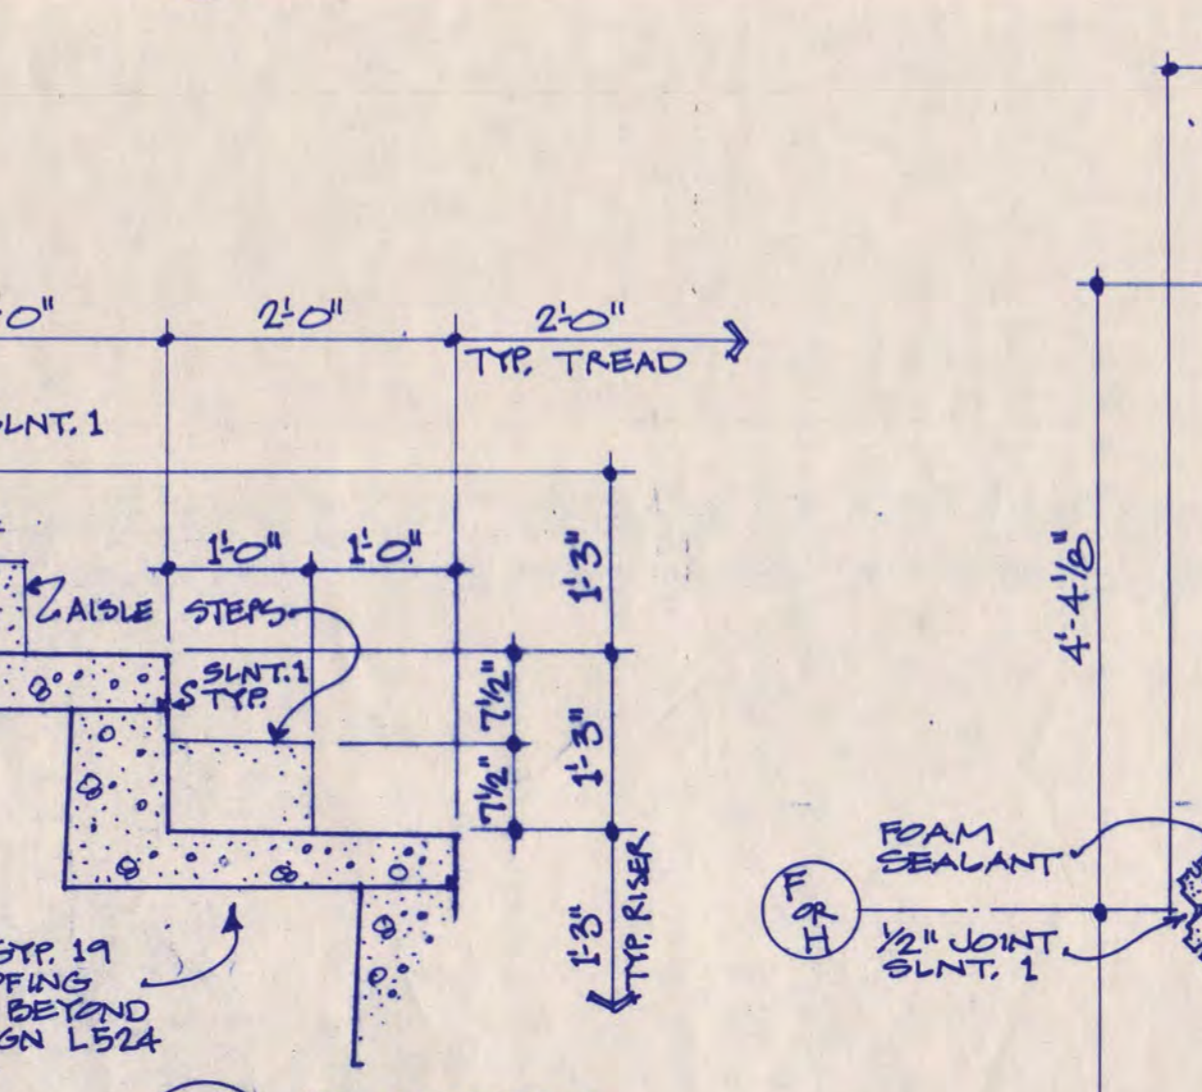 0"
2'-0"
2'-0"
TYP. TREAD
SLNT. 1
1'-0"
1'-0"
1'-3"
AISLE
STEPS
SLNT. 1
TYP.
7½"
7½"
1'-3"
1'-3"
TYP. RISER
GYP. 19
BEYOND
L524
4'-4⅛"
FOAM
SEALANT
F
OR
H
½" JOINT
SLNT. 1